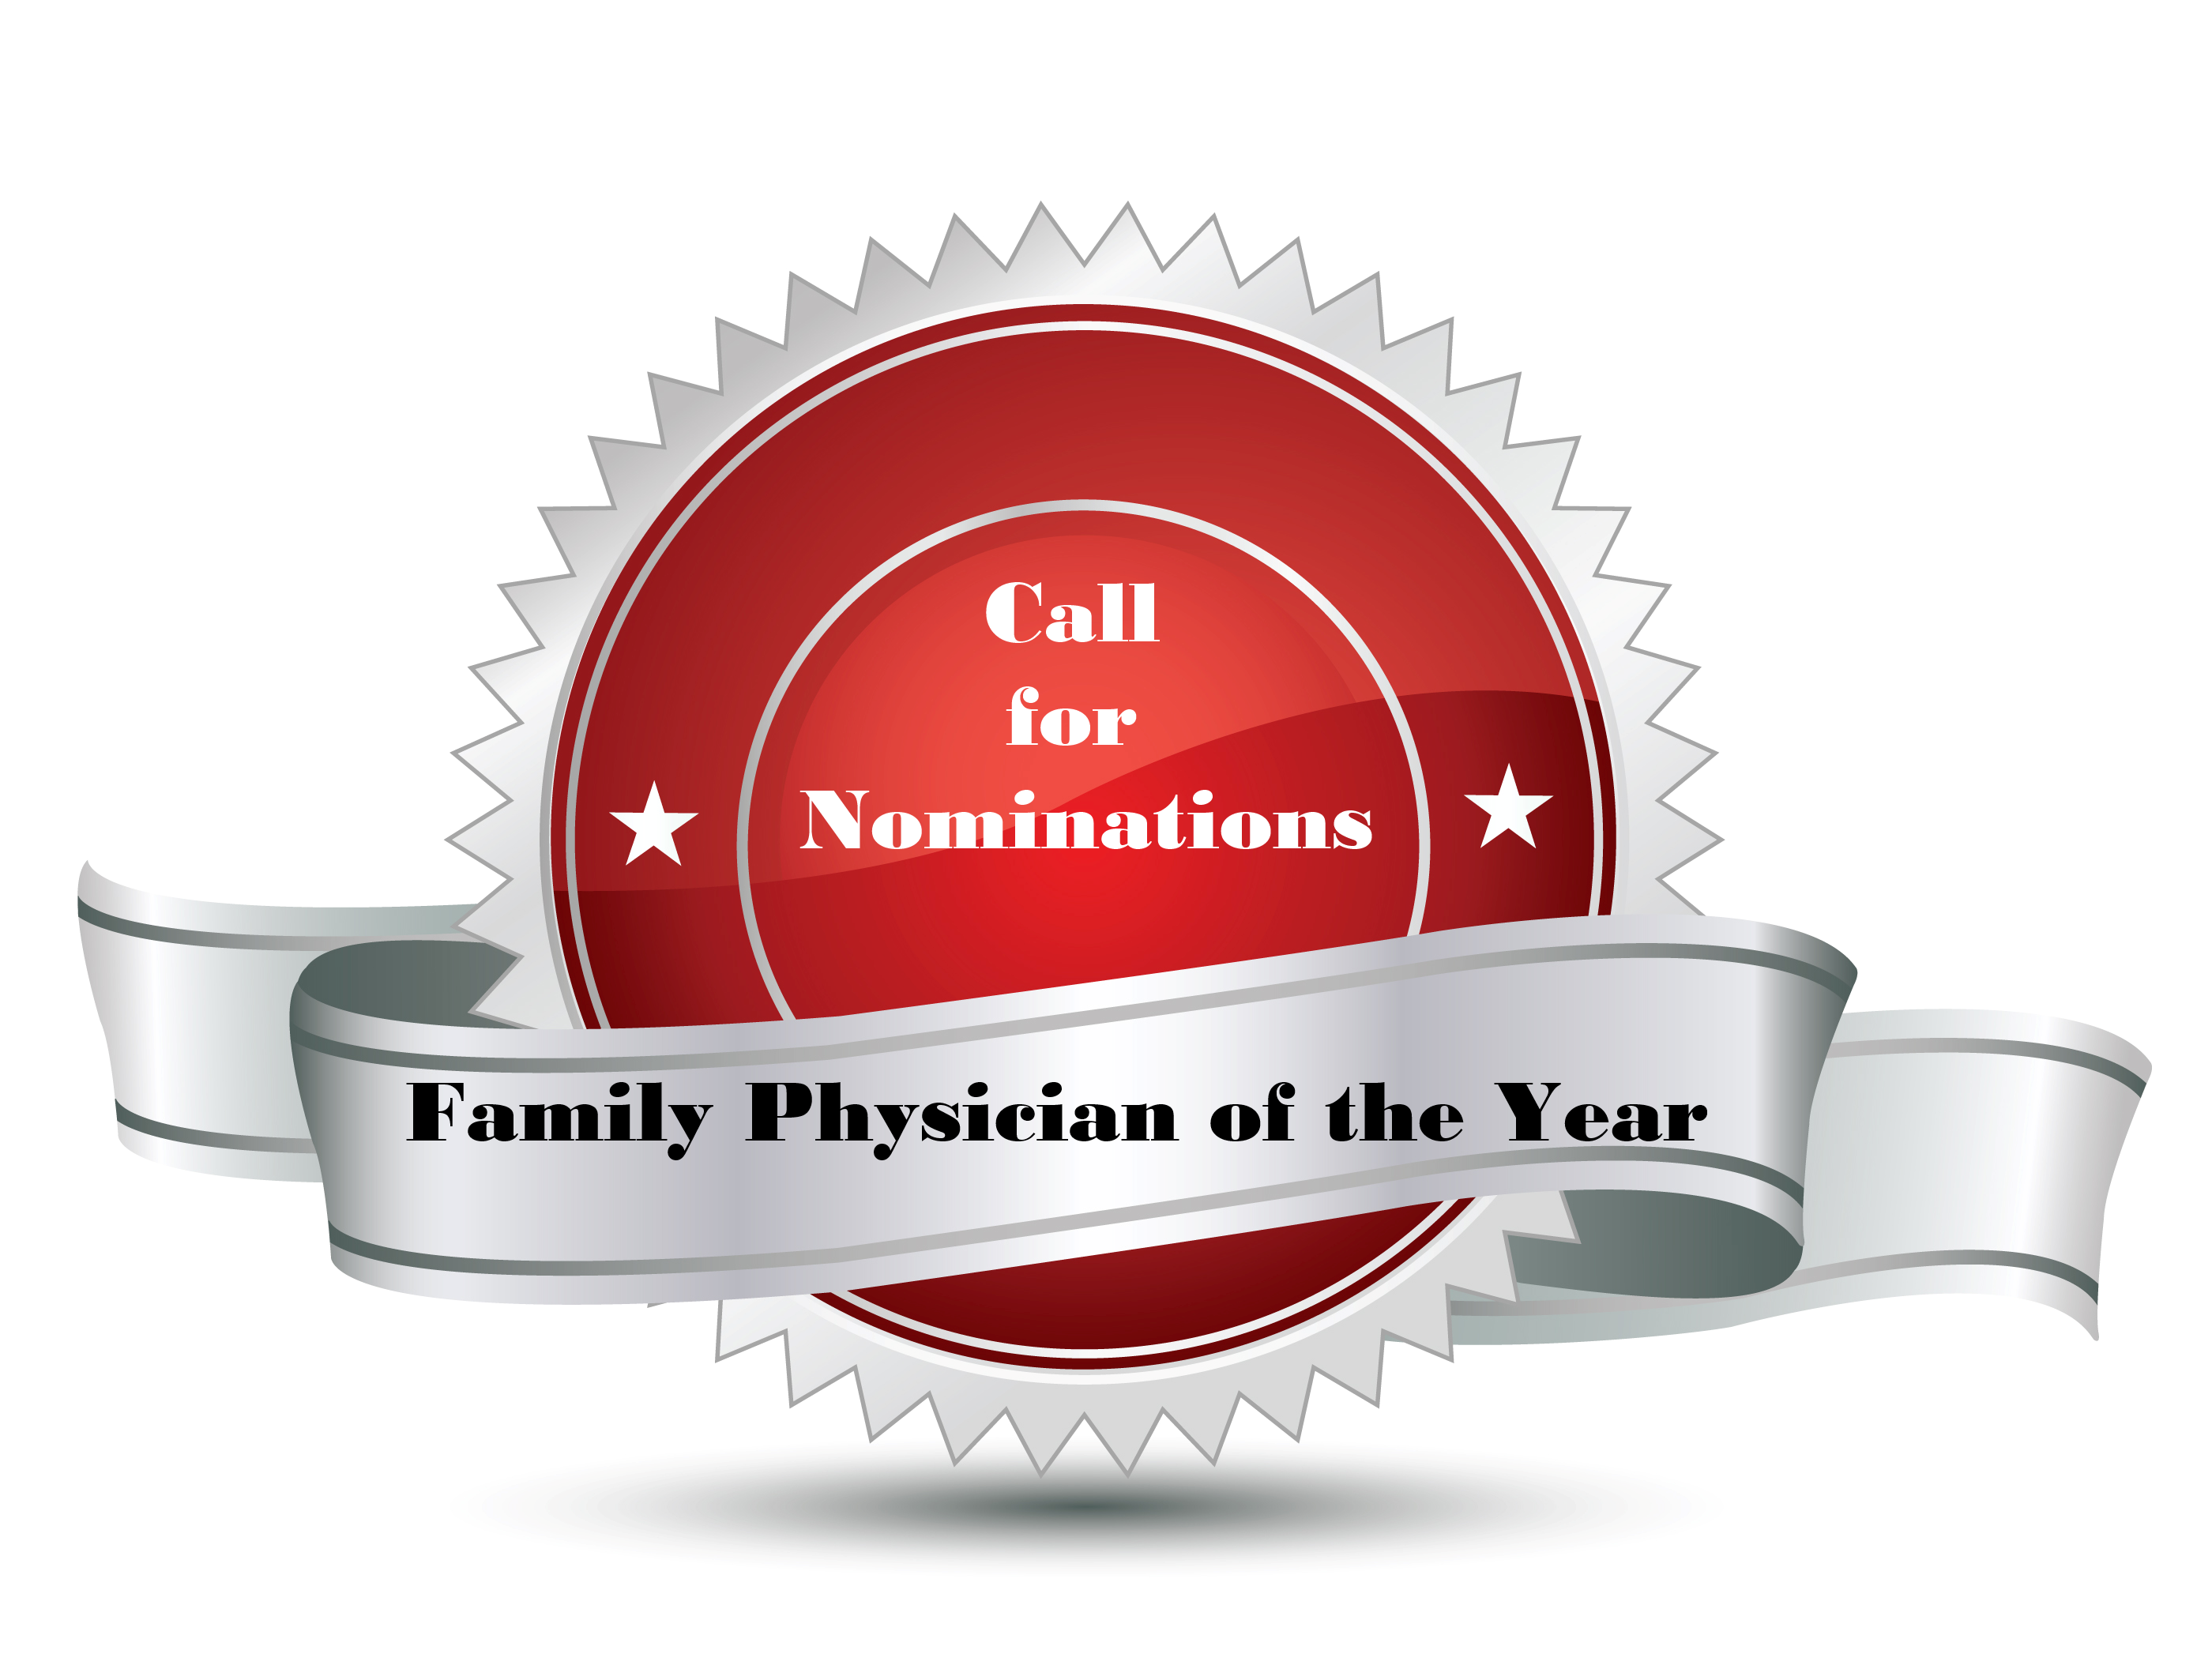 Call
for
Nominations
Family Physician of the Year